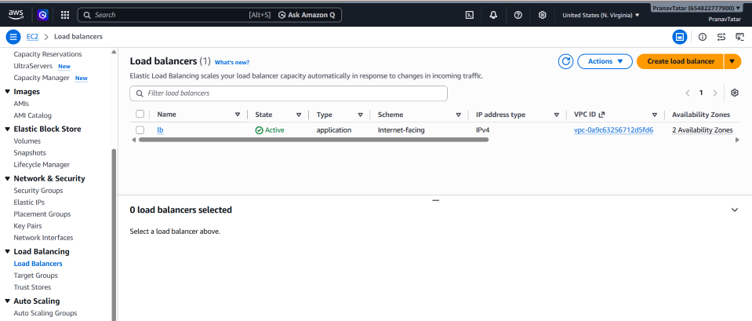 aws
Search [Alt+S] Ask Amazon Q
United States (N. Virginia)
PranavTatar (654822777900)
PranavTatar
EC2 > Load balancers
Capacity Reservations
UltraServers New
Capacity Manager New
Images
AMIs
AMI Catalog
Elastic Block Store
Volumes
Snapshots
Lifecycle Manager
Network & Security
Security Groups
Elastic IPs
Placement Groups
Key Pairs
Network Interfaces
Load Balancing
Load Balancers
Target Groups
Trust Stores
Auto Scaling
Auto Scaling Groups
Load balancers (1) What's new?
Actions
Create load balancer
Elastic Load Balancing scales your load balancer capacity automatically in response to changes in incoming traffic.
Filter load balancers
1
Name State Type Scheme IP address type VPC ID Availability Zones
lb Active application Internet-facing IPv4 vpc-0a9c63256712d5fd6 2 Availability Zones
0 load balancers selected
Select a load balancer above.